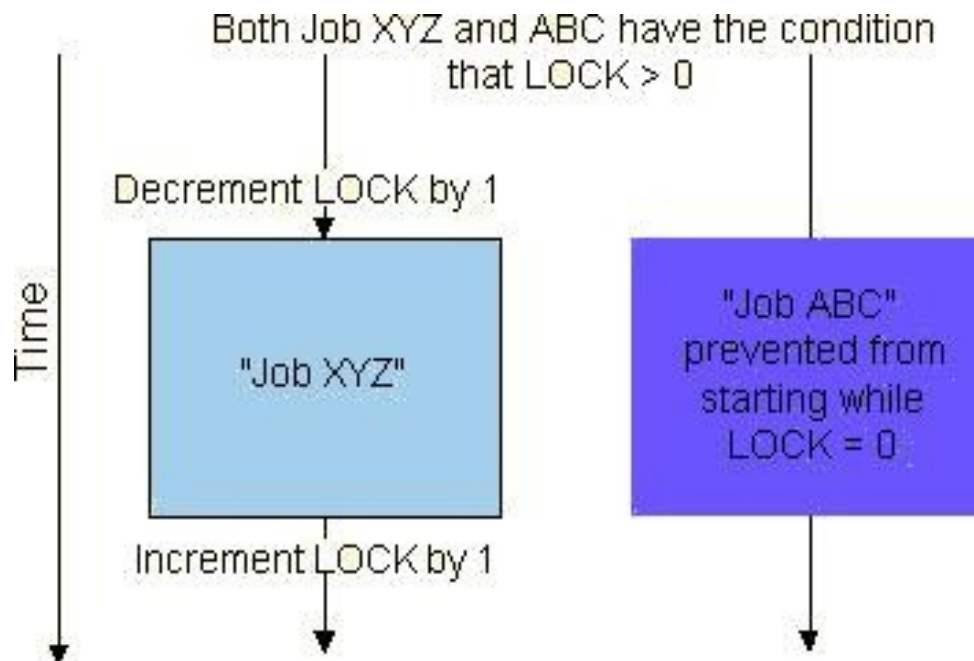 Both Job XYZ and ABC have the condition
that LOCK > 0
Decrement LOCK by 1
Time
"Job XYZ"
"Job ABC"
prevented from
starting while
LOCK = 0
Increment LOCK by 1